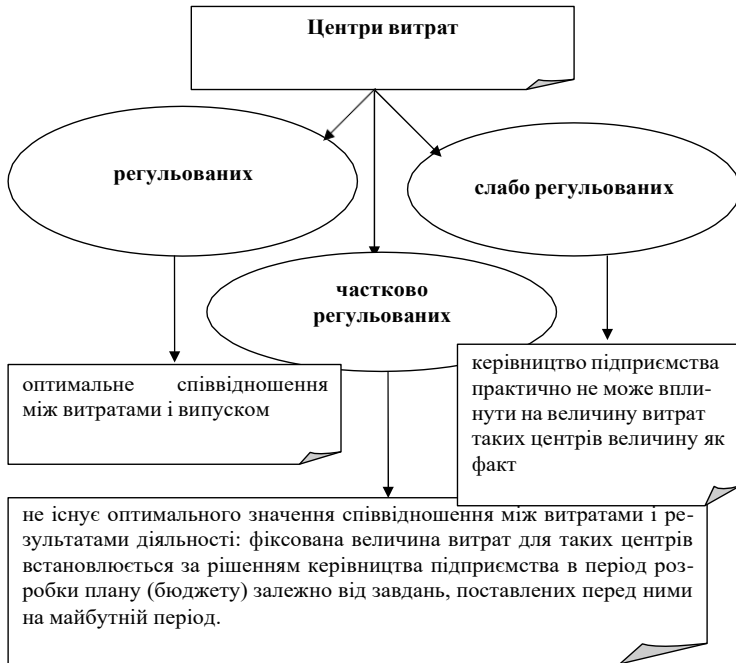 Центри витрат
регульованих
слабо регульованих
частково
регульованих
оптимальне співвідношення
між витратами і випуском
керівництво підприємства
практично не може впли-
нути на величину витрат
таких центрів величину як
факт
не існує оптимального значення співвідношення між витратами і ре-
зультатами діяльності: фіксована величина витрат для таких центрів
встановлюється за рішенням керівництва підприємства в період роз-
робки плану (бюджету) залежно від завдань, поставлених перед ними
на майбутній період.